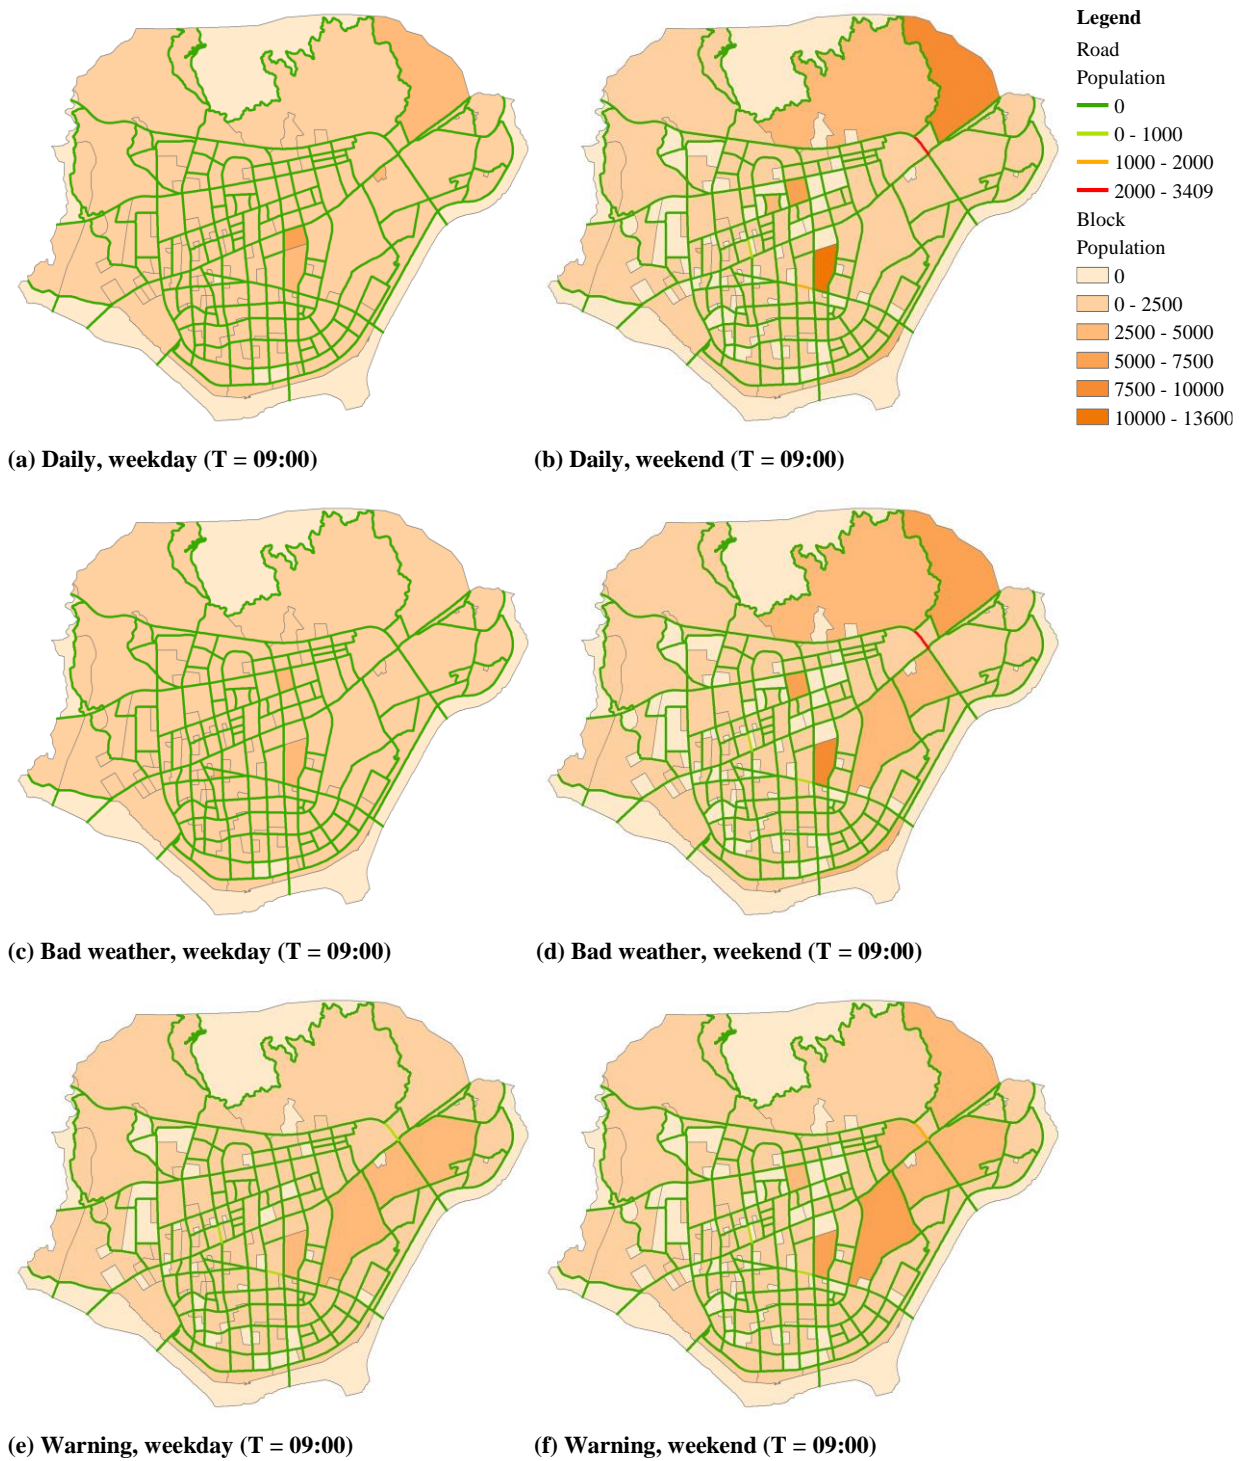 Legend
Road
Population
0
0 - 1000
1000 - 2000
2000 - 3409
Block
Population
0
0 - 2500
2500 - 5000
5000 - 7500
7500 - 10000
10000 - 13600
(a) Daily, weekday (T = 09:00)
(b) Daily, weekend (T = 09:00)
(c) Bad weather, weekday (T = 09:00)
(d) Bad weather, weekend (T = 09:00)
(e) Warning, weekday (T = 09:00)
(f) Warning, weekend (T = 09:00)